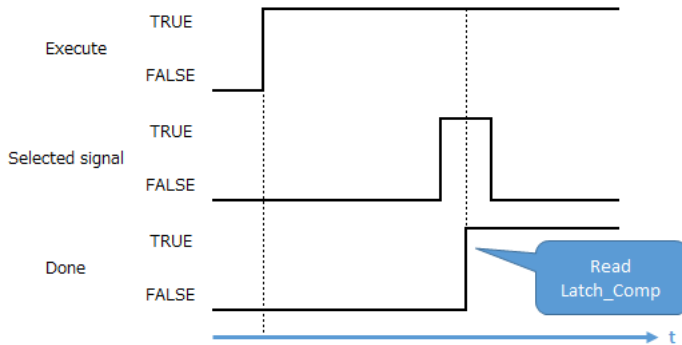 TRUE
Execute
FALSE
TRUE
Selected signal
FALSE
TRUE
Done
FALSE
Read
Latch_Comp
t